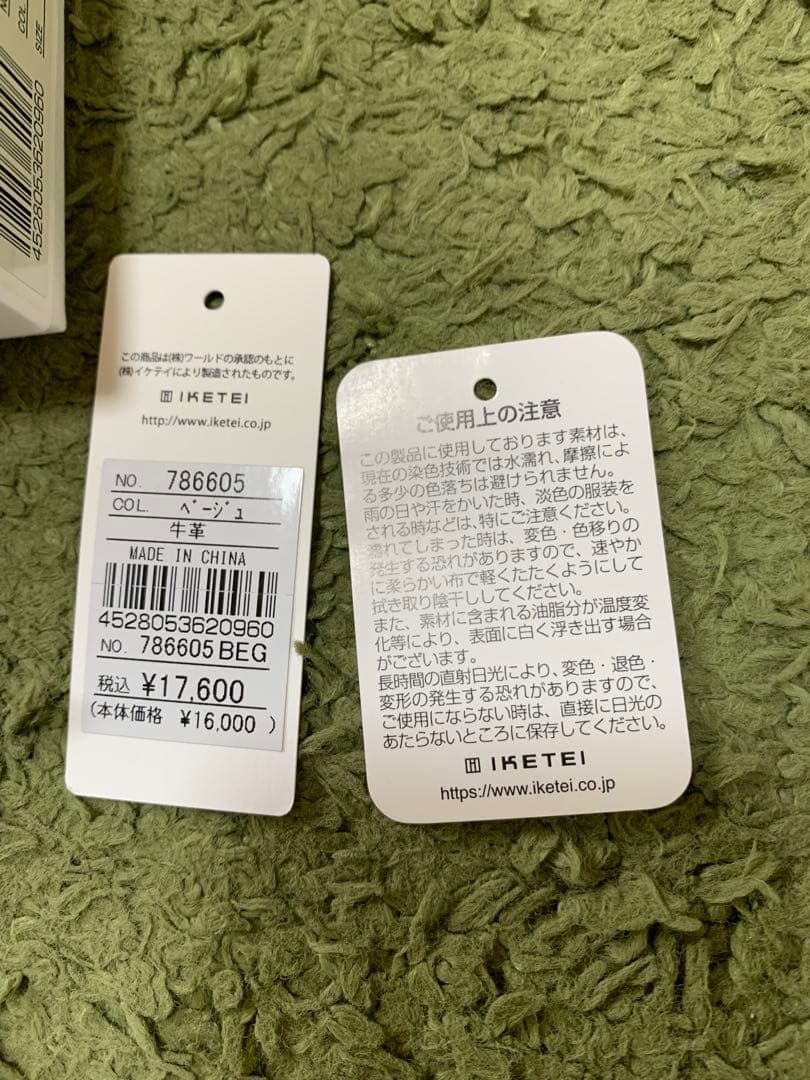 COL
SIZE
4528053620960
この商品は(株)ワールドの承認のもとに
(株)イケテイにより製造されたものです。
IKETEI
http://www.iketei.co.jp
NO. 786605
COL. ベージュ
牛革
MADE IN CHINA
4528053620960
NO. 786605BEG
税込 ¥17,600
(本体価格 ¥16,000 )
ご使用上の注意
この製品に使用しております素材は、
現在の染色技術では水濡れ、摩擦によ
る多少の色落ちは避けられません。
雨の日や汗をかいた時、淡色の服装を
される時などは、特にご注意ください。
濡れてしまった時は、変色・色移りの
発生する恐れがありますので、速やか
に柔らかい布で軽くたたくようにして
拭き取り陰干ししてください。
また、素材に含まれる油脂分が温度変
化等により、表面に白く浮き出す場合
がございます。
長時間の直射日光により、変色・退色・
変形の発生する恐れがありますので、
ご使用にならない時は、直接に日光の
あたらないところに保存してください。
IKETEI
https://www.iketei.co.jp